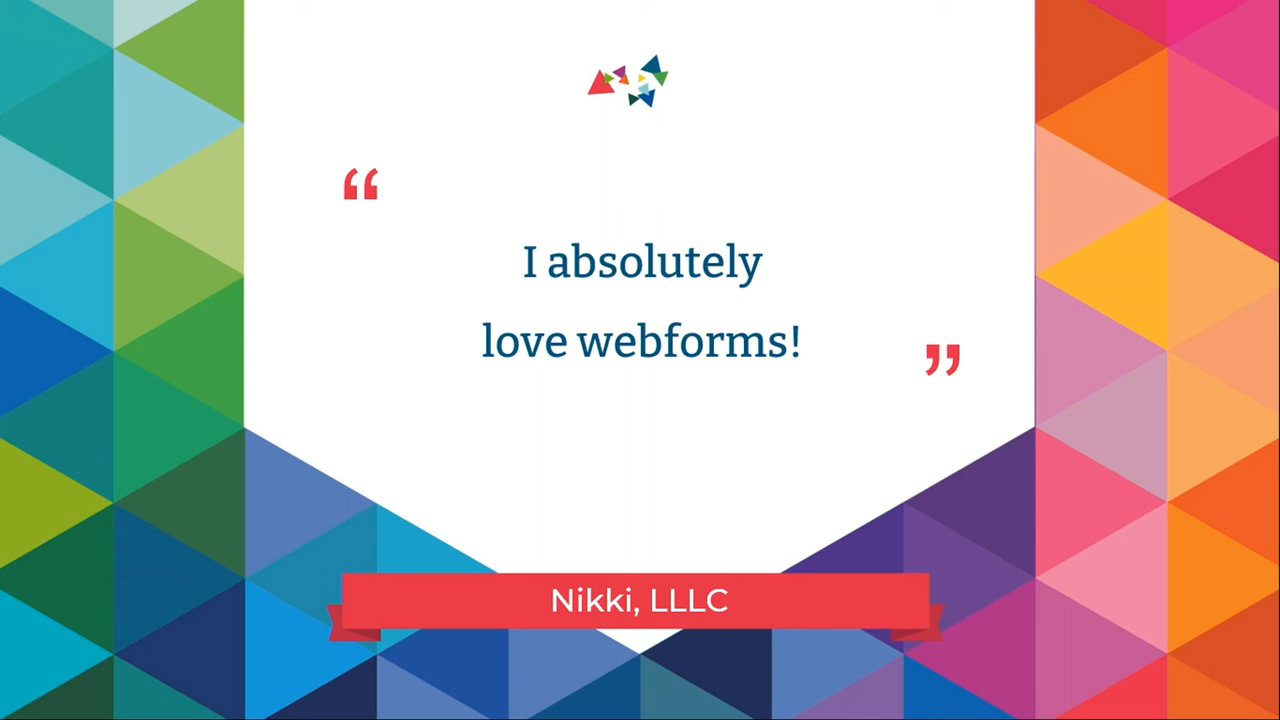 “
I absolutely
love webforms!
”
Nikki, LLLC